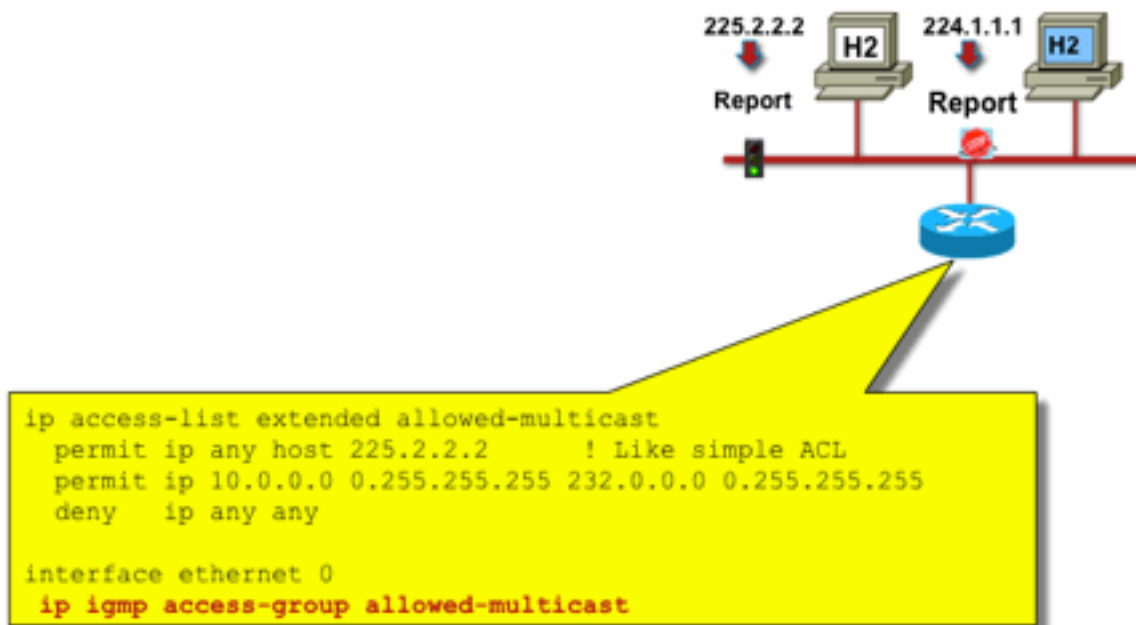 225.2.2.2
H2
224.1.1.1
H2
Report
Report
STOP
ip access-list extended allowed-multicast
permit ip any host 225.2.2.2 ! Like simple ACL
permit ip 10.0.0.0 0.255.255.255 232.0.0.0 0.255.255.255
deny ip any any
interface ethernet 0
ip igmp access-group allowed-multicast